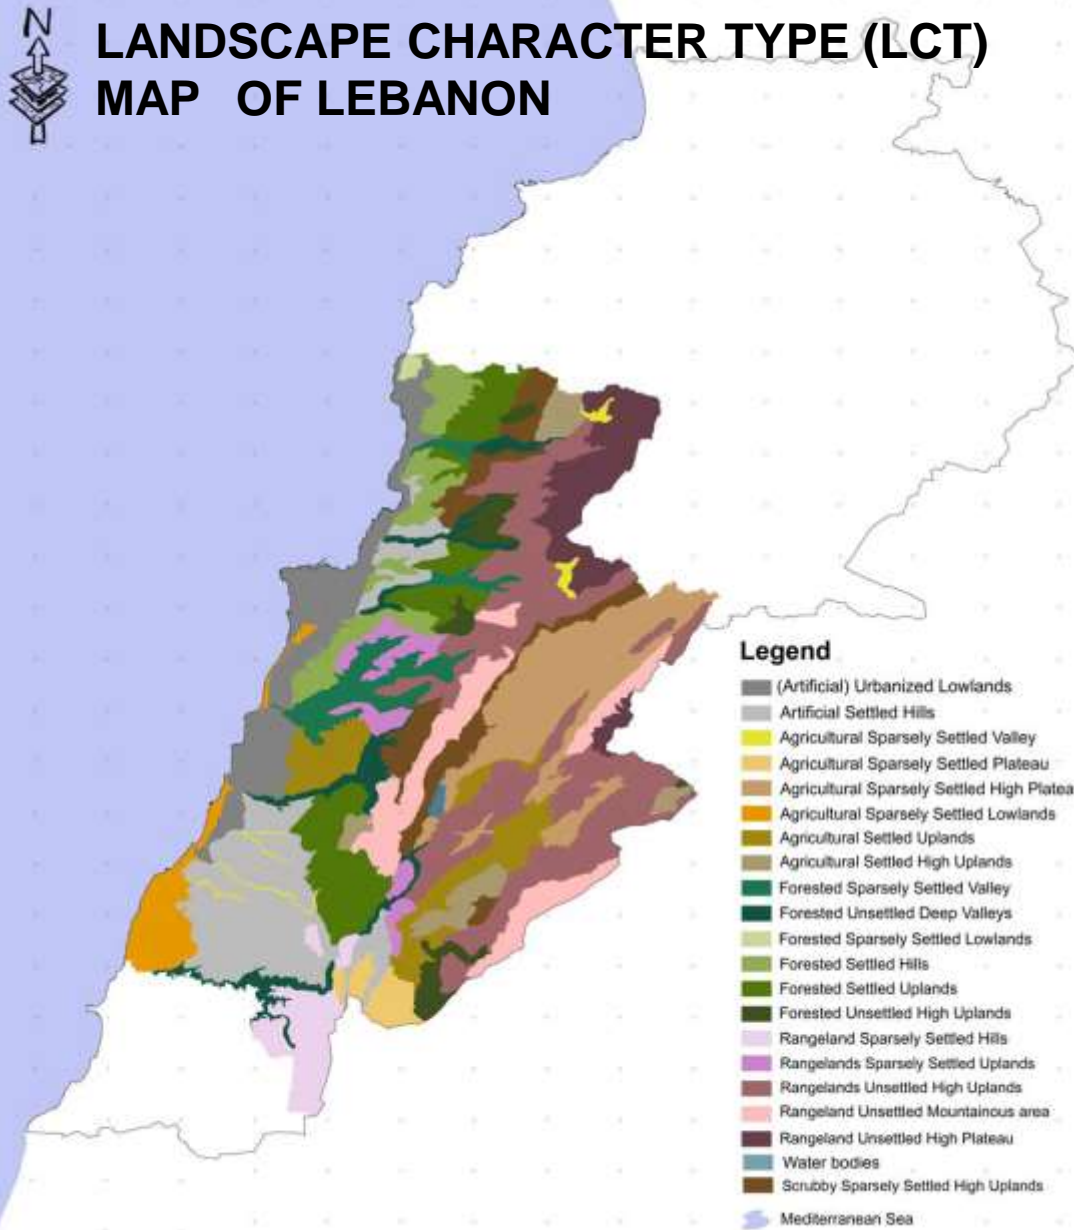 N
LANDSCAPE CHARACTER TYPE (LCT)
MAP OF LEBANON
Legend
(Artificial) Urbanized Lowlands
Artificial Settled Hills
Agricultural Sparsely Settled Valley
Agricultural Sparsely Settled Plateau
Agricultural Sparsely Settled High Platea
Agricultural Sparsely Settled Lowlands
Agricultural Settled Uplands
Agricultural Settled High Uplands
Forested Sparsely Settled Valley
Forested Unsettled Deep Valleys
Forested Sparsely Settled Lowlands
Forested Settled Hills
Forested Settled Uplands
Forested Unsettled High Uplands
Rangeland Sparsely Settled Hills
Rangelands Sparsely Settled Uplands
Rangelands Unsettled High Uplands
Rangeland Unsettled Mountainous area
Rangeland Unsettled High Plateau
Water bodies
Scrubby Sparsely Settled High Uplands
Mediterranean Sea